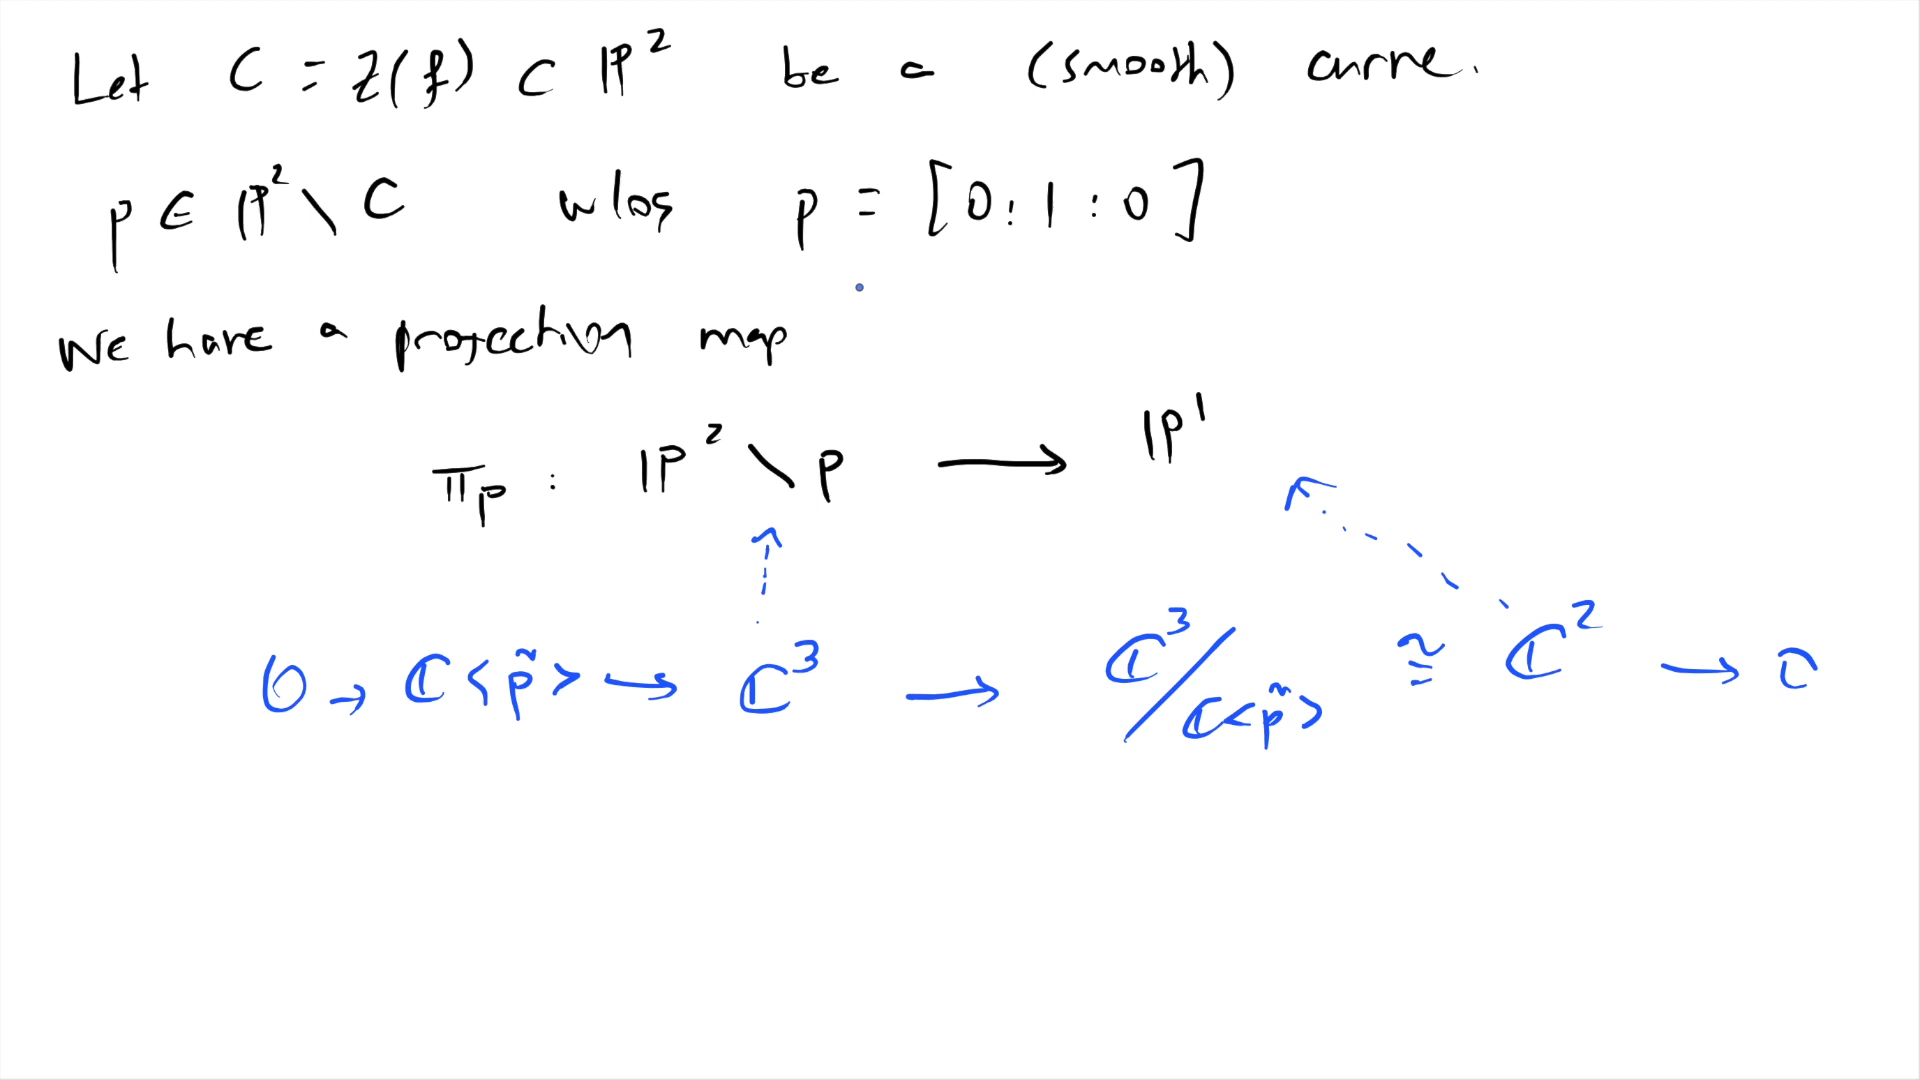 Let C = Z(f) ⊂ ℙ² be a (smooth) curve.
p ∈ ℙ² \ C wlog p = [0:1:0]
We have a projection map
π_p : ℙ² \ p → ℙ¹
0 → ℂ<p̃> → ℂ³ → ℂ³/ℂ<p̃> ≅ ℂ² → 0